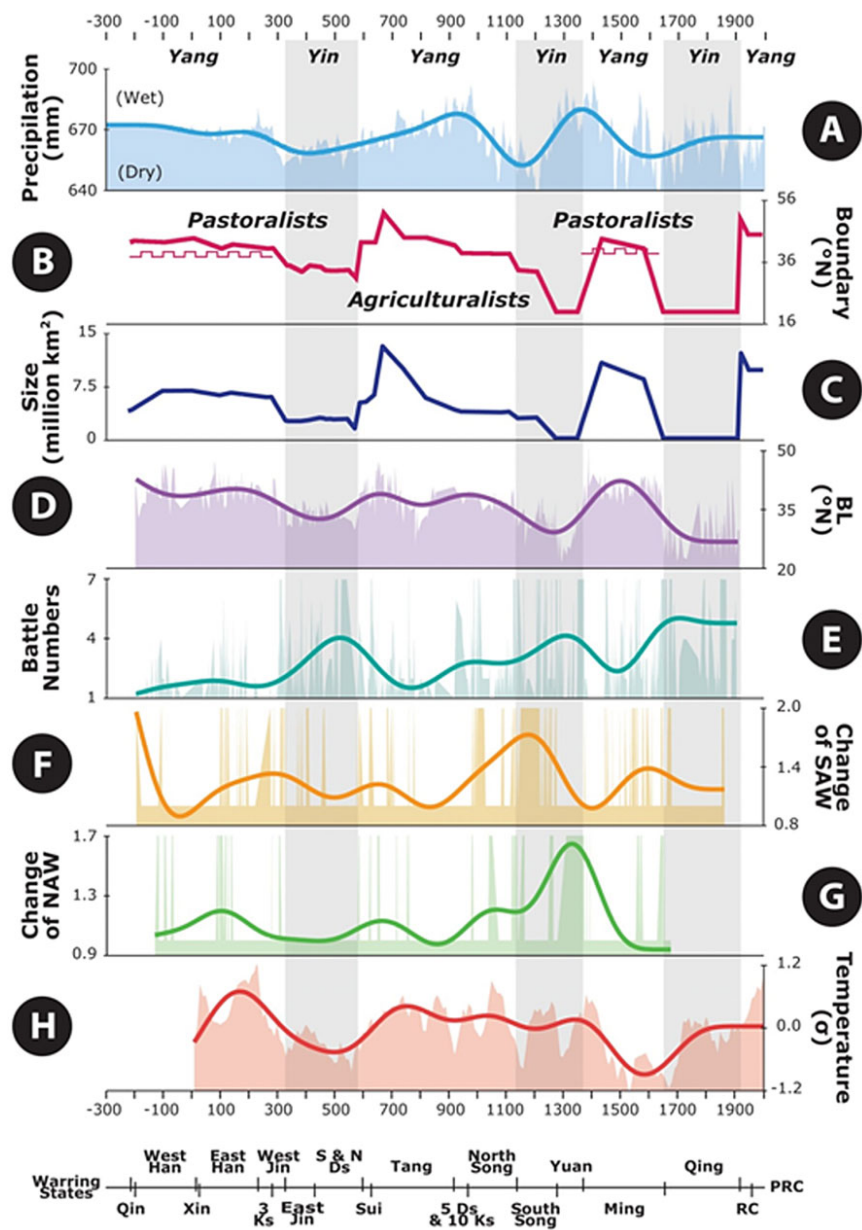 -300 -100 100 300 500 700 900 1100 1300 1500 1700 1900
Yang Yin Yang Yin Yang Yin Yang
Precipilation
(mm)
700
670
640
(Wet)
(Dry)
A
B
Pastoralists Pastoralists
Agriculturalists
56
36
16
Boundary
(°N)
Size
(million km²)
15
7.5
0
C
D
50
35
20
BL
(°N)
Battle
Numbers
7
4
1
E
F
2.0
1.4
0.8
Change
of SAW
Change
of NAW
1.7
1.3
0.9
G
H
1.2
0.0
-1.2
Temperature
(σ)
-300 -100 100 300 500 700 900 1100 1300 1500 1700 1900
West
Han
East
Han
West
Jin
S & N
Ds
Tang
North
Song
Yuan
Qing
Warring
States
PRC
Qin
Xin
3
Ks
East
Jin
Sui
5 Ds
& 10 Ks
South
Song
Ming
RC